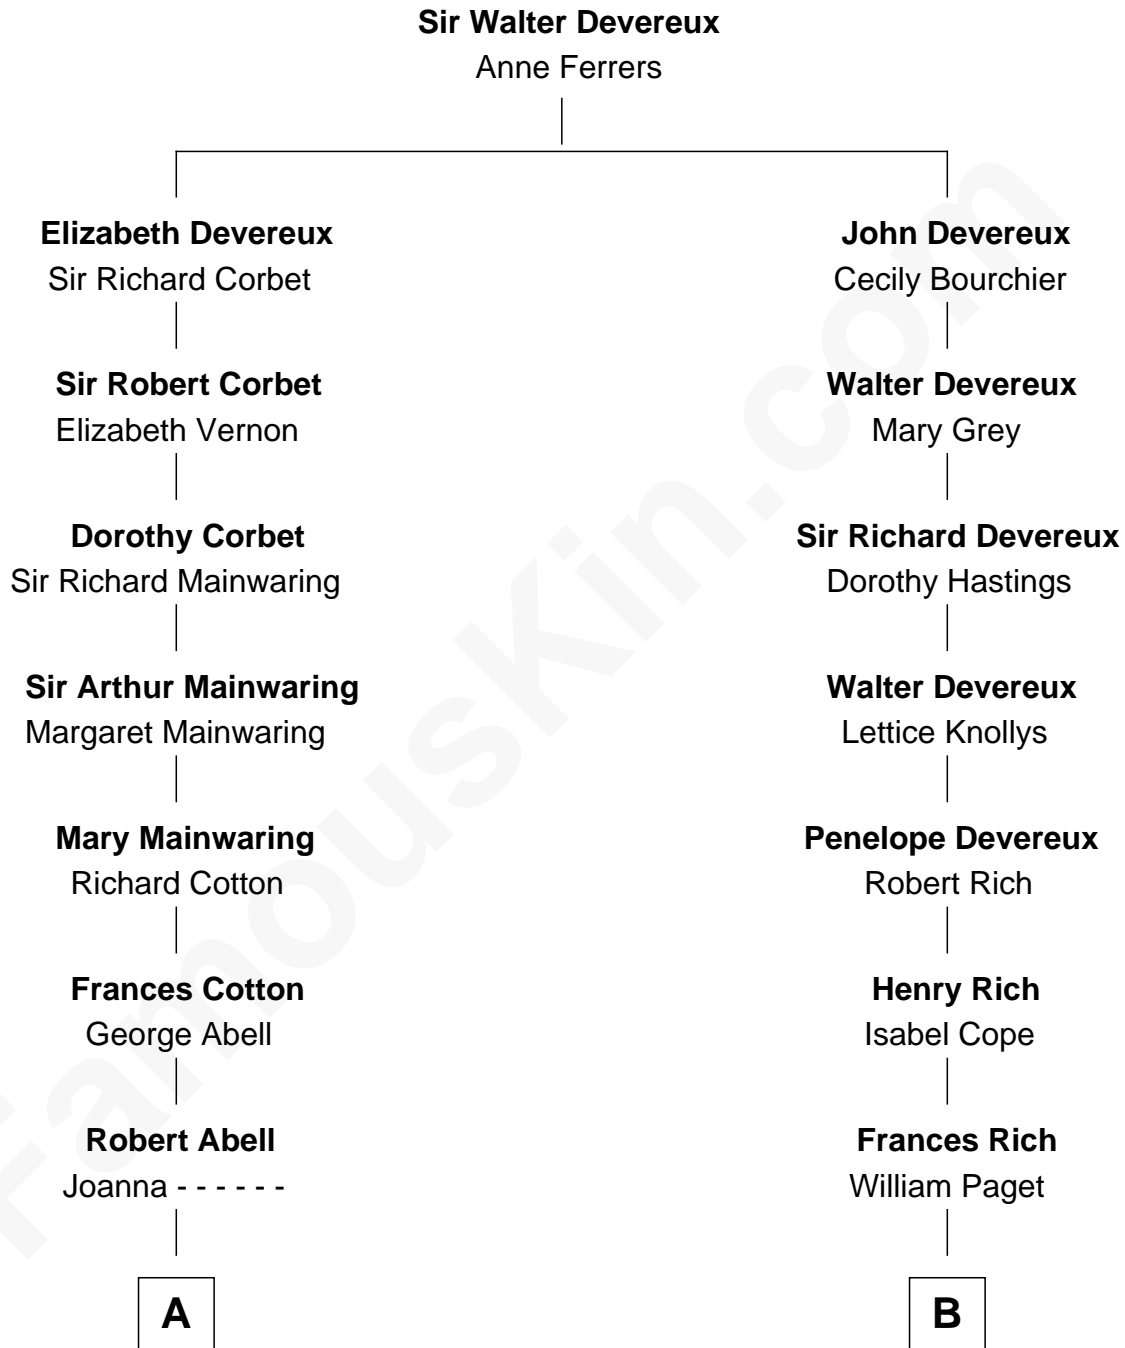 Sir Walter Devereux
Anne Ferrers
Elizabeth Devereux
Sir Richard Corbet
John Devereux
Cecily Bourchier
Sir Robert Corbet
Elizabeth Vernon
Walter Devereux
Mary Grey
Dorothy Corbet
Sir Richard Mainwaring
Sir Richard Devereux
Dorothy Hastings
Sir Arthur Mainwaring
Margaret Mainwaring
Walter Devereux
Lettice Knollys
Mary Mainwaring
Richard Cotton
Penelope Devereux
Robert Rich
Frances Cotton
George Abell
Henry Rich
Isabel Cope
Robert Abell
Joanna - - - - - -
Frances Rich
William Paget
A
B
FamousKin.com